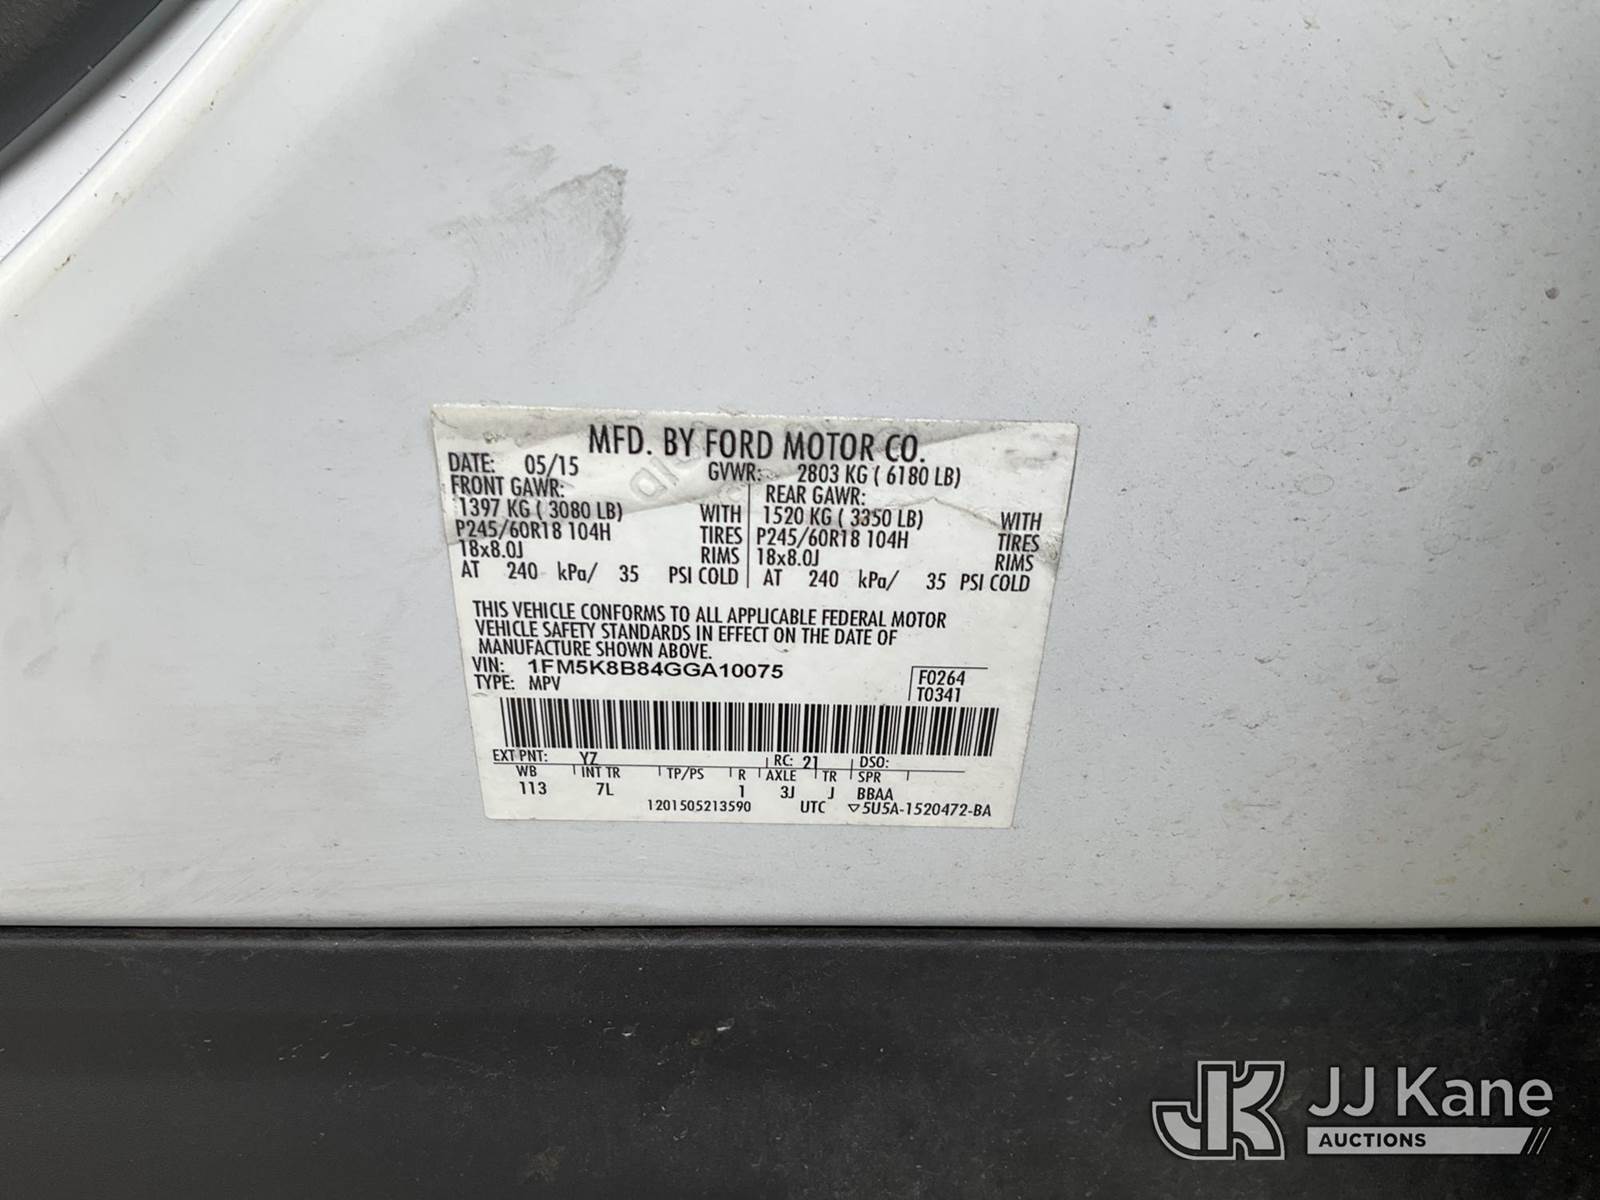 MFD. BY FORD MOTOR CO.
DATE: 05/15 GVWR: 2803 KG ( 6180 LB)
FRONT GAWR: REAR GAWR:
1397 KG ( 3080 LB) WITH 1520 KG ( 3350 LB) WITH
P245/60R18 104H TIRES P245/60R18 104H TIRES
18x8.0J RIMS 18x8.0J RIMS
AT 240 kPa/ 35 PSI COLD AT 240 kPa/ 35 PSI COLD
THIS VEHICLE CONFORMS TO ALL APPLICABLE FEDERAL MOTOR
VEHICLE SAFETY STANDARDS IN EFFECT ON THE DATE OF
MANUFACTURE SHOWN ABOVE.
VIN: 1FM5K8B84GGA10075 F0264
TYPE: MPV T0341
EXT PNT: YZ RC: 21 DSO:
WB INT TR TP/PS R AXLE TR SPR
113 7L 1 3J J BBAA
1201505213590 UTC ▽5U5A-1520472-BA
JK JJ Kane
AUCTIONS